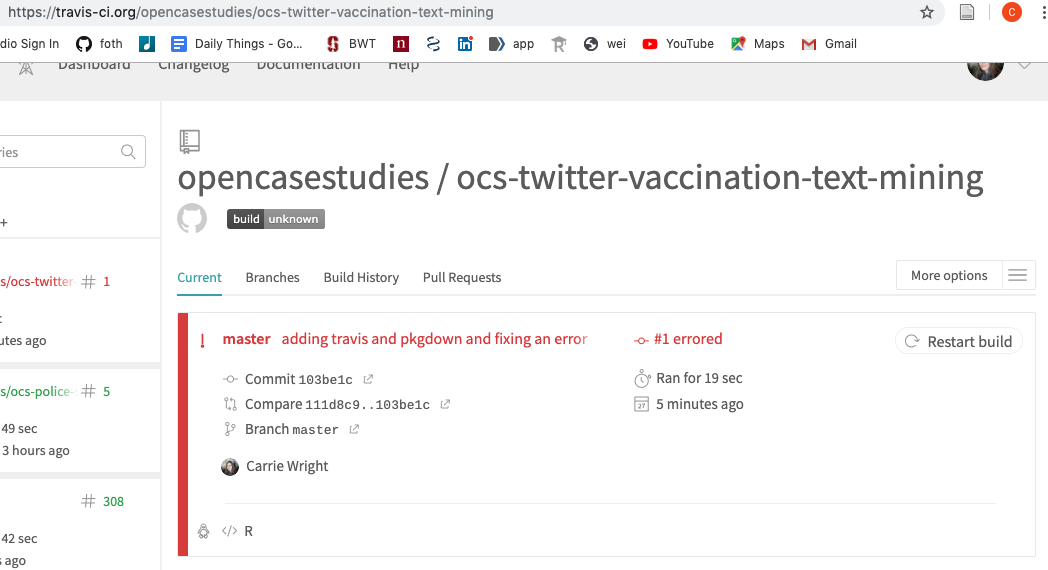 https://travis-ci.org/opencasestudies/ocs-twitter-vaccination-text-mining
C
dio Sign In foth Daily Things - Go... BWT n in app R wei YouTube Maps Gmail
Dashboard Changelog Documentation Help
ries
opencasestudies / ocs-twitter-vaccination-text-mining
build unknown
+
Current Branches Build History Pull Requests
More options
s/ocs-twitter- # 1
utes ago
s/ocs-police- # 5
49 sec
3 hours ago
# 308
42 sec
s ago
! master adding travis and pkgdown and fixing an error
#1 errored
Restart build
Commit 103be1c
Ran for 19 sec
Compare 111d8c9..103be1c
27 5 minutes ago
Branch master
Carrie Wright
</> R